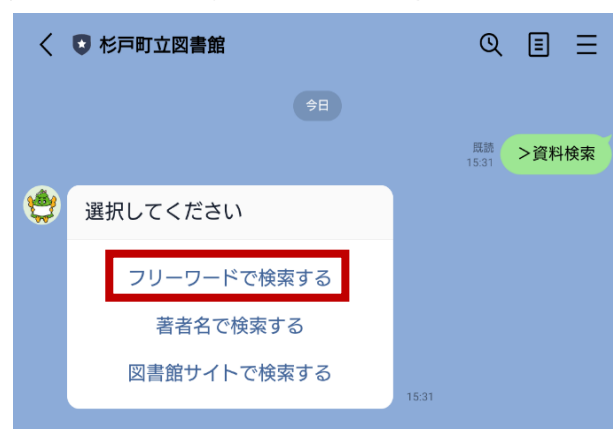 杉戸町立図書館
今日
既読
15:31
>資料検索
選択してください
フリーワードで検索する
著者名で検索する
図書館サイトで検索する
15:31